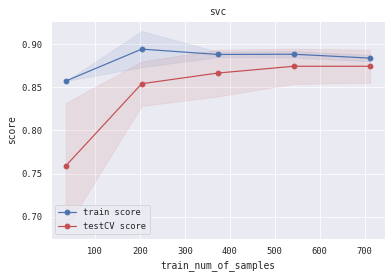 svc
0.90
0.85
0.80
0.75
0.70
score
train score
testCV score
100 200 300 400 500 600 700
train_num_of_samples